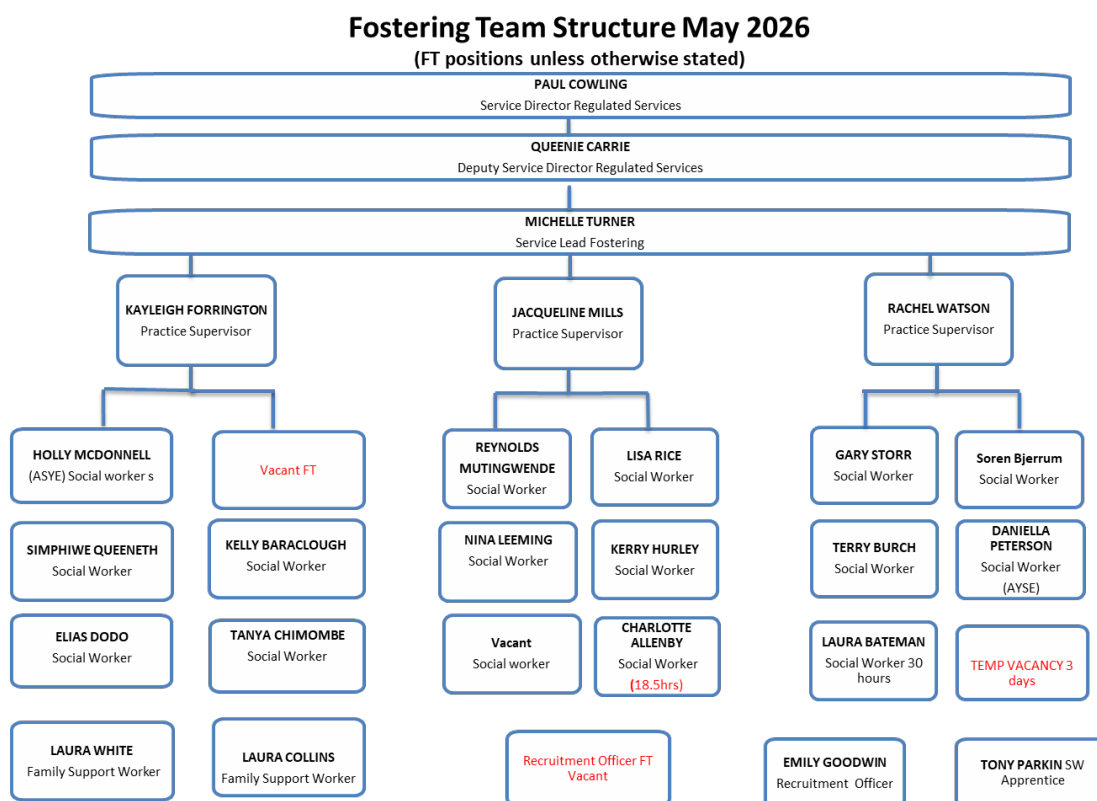 Fostering Team Structure May 2026
(FT positions unless otherwise stated)
PAUL COWLING
Service Director Regulated Services
QUEENIE CARRIE
Deputy Service Director Regulated Services
MICHELLE TURNER
Service Lead Fostering
KAYLEIGH FORRINGTON
Practice Supervisor
JACQUELINE MILLS
Practice Supervisor
RACHEL WATSON
Practice Supervisor
HOLLY MCDONNELL
(ASYE) Social worker s
Vacant FT
REYNOLDS
MUTINGWENDE
Social Worker
LISA RICE
Social Worker
GARY STORR
Social Worker
Soren Bjerrum
Social Worker
SIMPHIWE QUEENETH
Social Worker
KELLY BARACLOUGH
Social Worker
NINA LEEMING
Social Worker
KERRY HURLEY
Social Worker
TERRY BURCH
Social Worker
DANIELLA
PETERSON
Social Worker
(AYSE)
ELIAS DODO
Social Worker
TANYA CHIMOMBE
Social Worker
Vacant
Social worker
CHARLOTTE
ALLENBY
Social Worker
(18.5hrs)
LAURA BATEMAN
Social Worker 30
hours
TEMP VACANCY 3
days
LAURA WHITE
Family Support Worker
LAURA COLLINS
Family Support Worker
Recruitment Officer FT
Vacant
EMILY GOODWIN
Recruitment Officer
TONY PARKIN SW
Apprentice